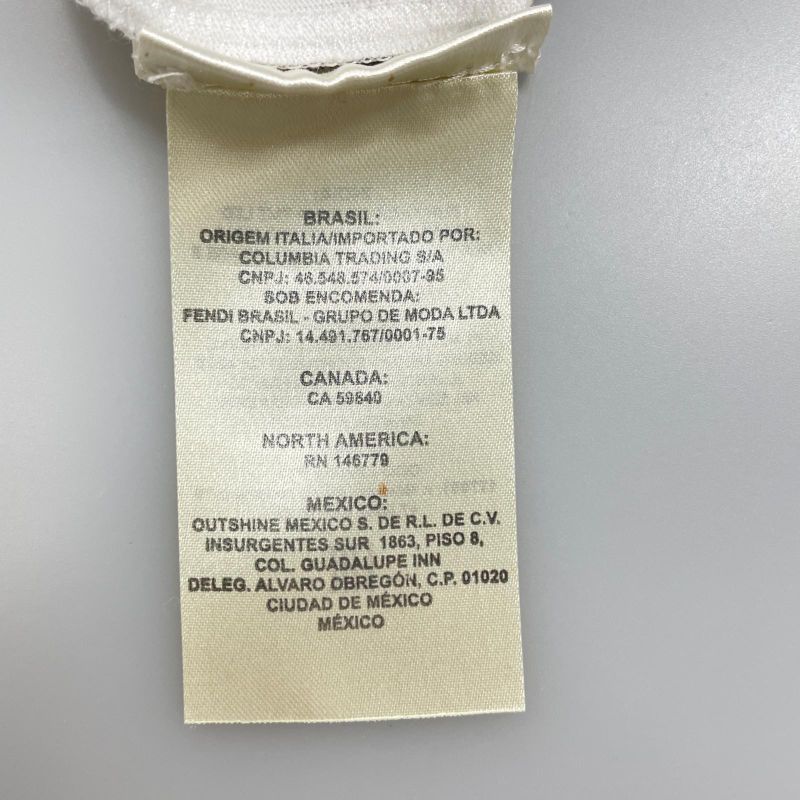 BRASIL:
ORIGEM ITALIA/IMPORTADO POR:
COLUMBIA TRADING S/A
CNPJ: 46.548.574/0007-95
SOB ENCOMENDA:
FENDI BRASIL - GRUPO DE MODA LTDA
CNPJ: 14.491.767/0001-75
CANADA:
CA 59840
NORTH AMERICA:
RN 146779
MEXICO:
OUTSHINE MEXICO S. DE R.L. DE C.V.
INSURGENTES SUR 1863, PISO 8,
COL. GUADALUPE INN
DELEG. ALVARO OBREGÓN, C.P. 01020
CIUDAD DE MÉXICO
MÉXICO